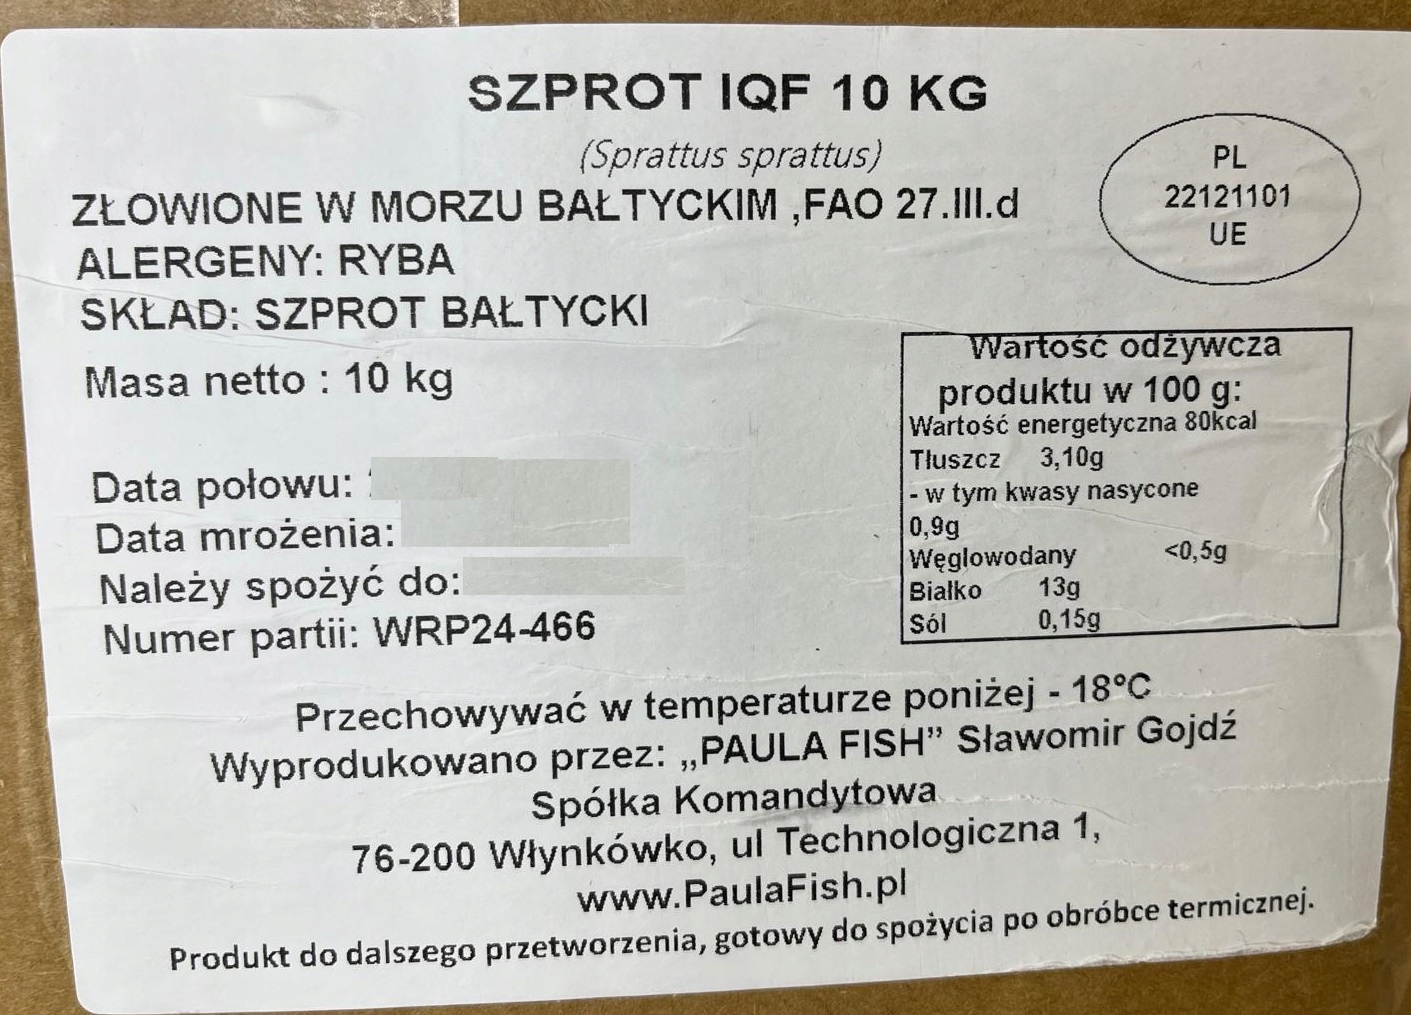 SZPROT IQF 10 KG
(Sprattus sprattus)
ZŁOWIONE W MORZU BAŁTYCKIM ,FAO 27.III.d
ALERGENY: RYBA
SKŁAD: SZPROT BAŁTYCKI
Masa netto : 10 kg
PL
22121101
UE
Wartość odżywcza
produktu w 100 g:
Wartość energetyczna 80kcal
Tłuszcz 3,10g
- w tym kwasy nasycone
0,9g
Węglowodany <0,5g
Białko 13g
Sól 0,15g
Data połowu:
Data mrożenia:
Należy spożyć do:
Numer partii: WRP24-466
Przechowywać w temperaturze poniżej - 18°C
Wyprodukowano przez: „PAULA FISH” Sławomir Gojdź
Spółka Komandytowa
76-200 Włynkówko, ul Technologiczna 1,
www.PaulaFish.pl
Produkt do dalszego przetworzenia, gotowy do spożycia po obróbce termicznej.